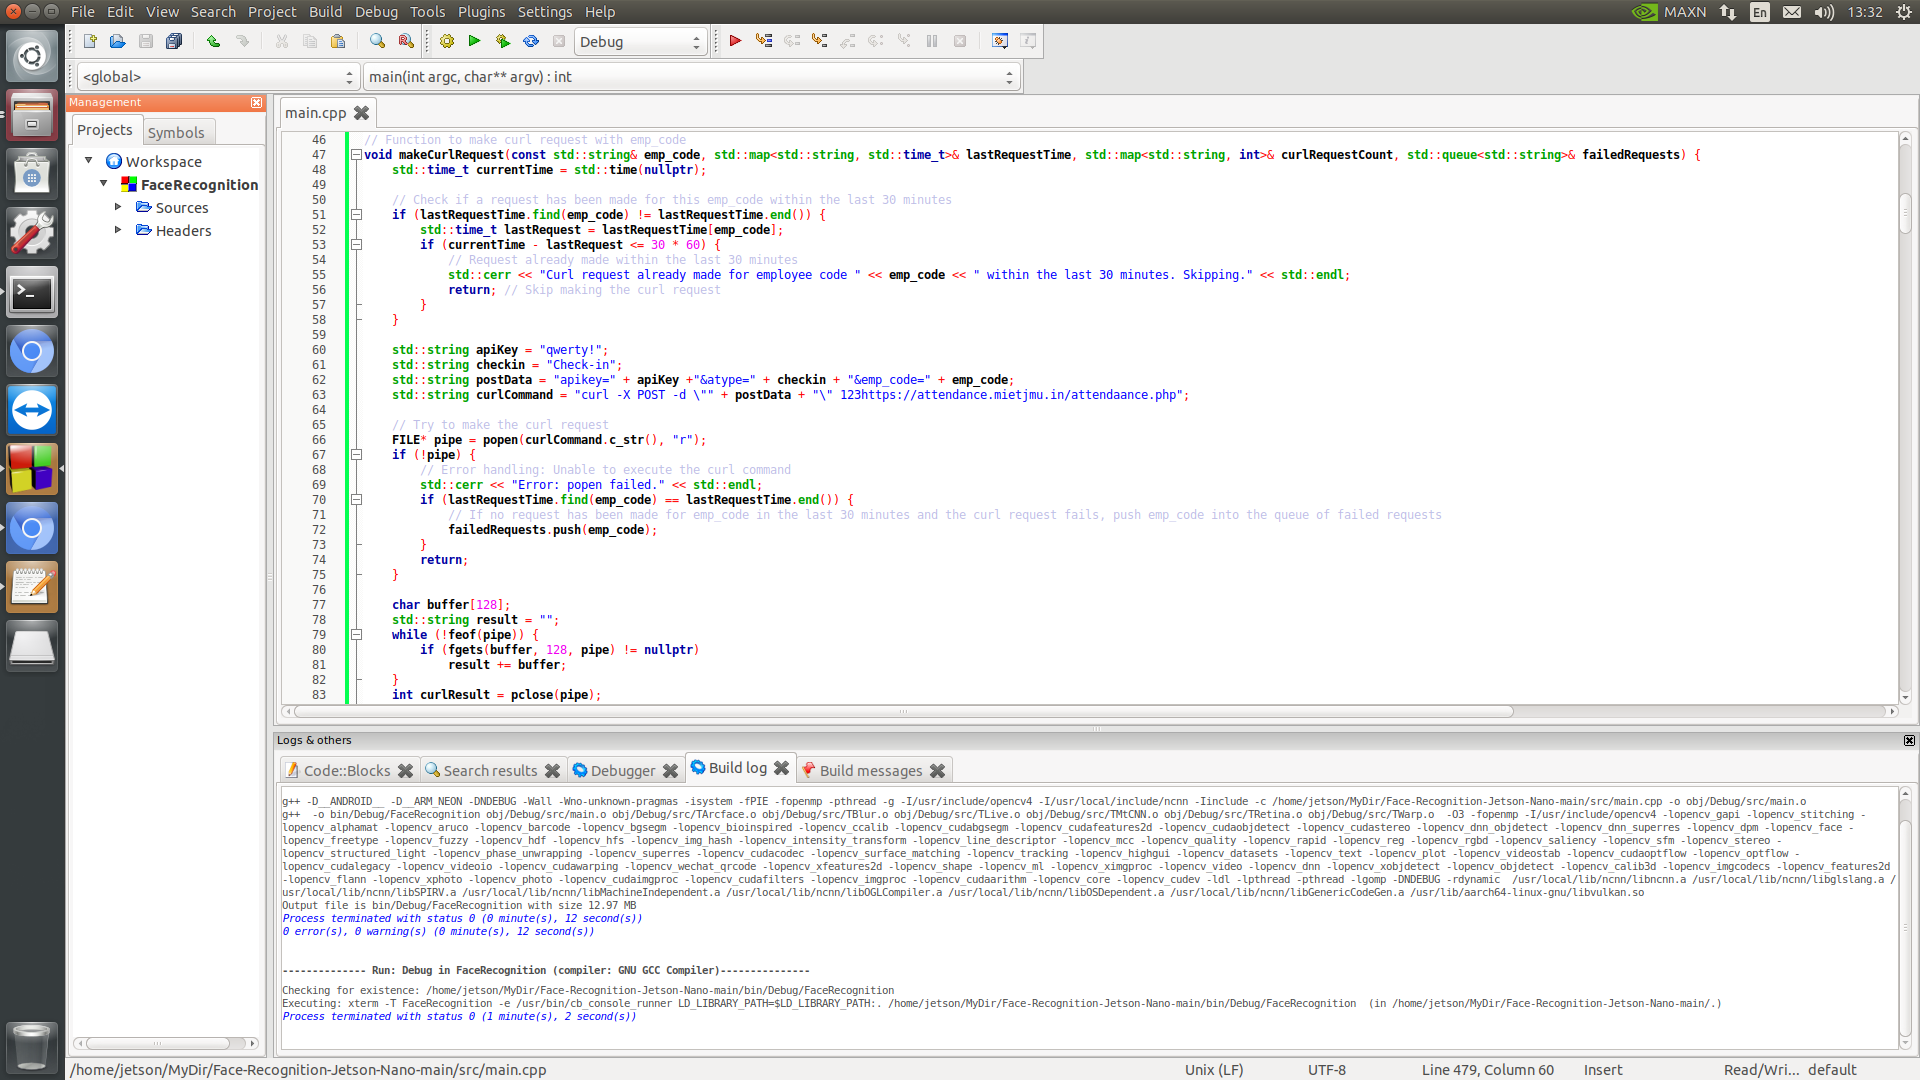 File Edit View Search Project Build Debug Tools Plugins Settings Help
MAXN En 13:32
Debug
<global>
main(int argc, char** argv) : int
Management
Projects Symbols
Workspace
FaceRecognition
Sources
Headers
main.cpp
46 // Function to make curl request with emp_code
47 void makeCurlRequest(const std::string& emp_code, std::map<std::string, std::time_t>& lastRequestTime, std::map<std::string, int>& curlRequestCount, std::queue<std::string>& failedRequests) {
48 std::time_t currentTime = std::time(nullptr);
49
50 // Check if a request has been made for this emp_code within the last 30 minutes
51 if (lastRequestTime.find(emp_code) != lastRequestTime.end()) {
52 std::time_t lastRequest = lastRequestTime[emp_code];
53 if (currentTime - lastRequest <= 30 * 60) {
54 // Request already made within the last 30 minutes
55 std::cerr << "Curl request already made for employee code " << emp_code << " within the last 30 minutes. Skipping." << std::endl;
56 return; // Skip making the curl request
57 }
58 }
59
60 std::string apiKey = "qwerty!";
61 std::string checkin = "Check-in";
62 std::string postData = "apikey=" + apiKey +"&atype=" + checkin + "&emp_code=" + emp_code;
63 std::string curlCommand = "curl -X POST -d \"" + postData + "\" 123https://attendance.mietjmu.in/attendaance.php";
64
65 // Try to make the curl request
66 FILE* pipe = popen(curlCommand.c_str(), "r");
67 if (!pipe) {
68 // Error handling: Unable to execute the curl command
69 std::cerr << "Error: popen failed." << std::endl;
70 if (lastRequestTime.find(emp_code) == lastRequestTime.end()) {
71 // If no request has been made for emp_code in the last 30 minutes and the curl request fails, push emp_code into the queue of failed requests
72 failedRequests.push(emp_code);
73 }
74 return;
75 }
76
77 char buffer[128];
78 std::string result = "";
79 while (!feof(pipe)) {
80 if (fgets(buffer, 128, pipe) != nullptr)
81 result += buffer;
82 }
83 int curlResult = pclose(pipe);
Logs & others
Code::Blocks Search results Debugger Build log Build messages
g++ -D__ANDROID__ -D__ARM_NEON -DNDEBUG -Wall -Wno-unknown-pragmas -isystem -fPIE -fopenmp -pthread -g -I/usr/include/opencv4 -I/usr/local/include/ncnn -Iinclude -c /home/jetson/MyDir/Face-Recognition-Jetson-Nano-main/src/main.cpp -o obj/Debug/src/main.o
g++ -o bin/Debug/FaceRecognition obj/Debug/src/main.o obj/Debug/src/TArcface.o obj/Debug/src/TBlur.o obj/Debug/src/TLive.o obj/Debug/src/TMtCNN.o obj/Debug/src/TRetina.o obj/Debug/src/TWarp.o -O3 -fopenmp -I/usr/include/opencv4 -lopencv_gapi -lopencv_stitching -
lopencv_alphamat -lopencv_aruco -lopencv_barcode -lopencv_bgsegm -lopencv_bioinspired -lopencv_ccalib -lopencv_cudabgsegm -lopencv_cudafeatures2d -lopencv_cudaobjdetect -lopencv_cudastereo -lopencv_dnn_objdetect -lopencv_dnn_superres -lopencv_dpm -lopencv_face -
lopencv_freetype -lopencv_fuzzy -lopencv_hdf -lopencv_hfs -lopencv_img_hash -lopencv_intensity_transform -lopencv_line_descriptor -lopencv_mcc -lopencv_quality -lopencv_rapid -lopencv_reg -lopencv_rgbd -lopencv_saliency -lopencv_sfm -lopencv_stereo -
lopencv_structured_light -lopencv_phase_unwrapping -lopencv_superres -lopencv_cudacodec -lopencv_surface_matching -lopencv_tracking -lopencv_highgui -lopencv_datasets -lopencv_text -lopencv_plot -lopencv_videostab -lopencv_cudaoptflow -lopencv_optflow -
lopencv_cudalegacy -lopencv_videoio -lopencv_cudawarping -lopencv_wechat_qrcode -lopencv_xfeatures2d -lopencv_shape -lopencv_ml -lopencv_ximgproc -lopencv_video -lopencv_dnn -lopencv_xobjdetect -lopencv_objdetect -lopencv_calib3d -lopencv_imgcodecs -lopencv_features2d
-lopencv_flann -lopencv_xphoto -lopencv_photo -lopencv_cudaimgproc -lopencv_cudafilters -lopencv_imgproc -lopencv_cudaarithm -lopencv_core -lopencv_cudev -ldl -lpthread -pthread -lgomp -DNDEBUG -rdynamic /usr/local/lib/ncnn/libncnn.a /usr/local/lib/ncnn/libglslang.a /
usr/local/lib/ncnn/libSPIRV.a /usr/local/lib/ncnn/libMachineIndependent.a /usr/local/lib/ncnn/libOGLCompiler.a /usr/local/lib/ncnn/libOSDependent.a /usr/local/lib/ncnn/libGenericCodeGen.a /usr/lib/aarch64-linux-gnu/libvulkan.so
Output file is bin/Debug/FaceRecognition with size 12.97 MB
Process terminated with status 0 (0 minute(s), 12 second(s))
0 error(s), 0 warning(s) (0 minute(s), 12 second(s))
-------------- Run: Debug in FaceRecognition (compiler: GNU GCC Compiler)---------------
Checking for existence: /home/jetson/MyDir/Face-Recognition-Jetson-Nano-main/bin/Debug/FaceRecognition
Executing: xterm -T FaceRecognition -e /usr/bin/cb_console_runner LD_LIBRARY_PATH=$LD_LIBRARY_PATH:. /home/jetson/MyDir/Face-Recognition-Jetson-Nano-main/bin/Debug/FaceRecognition (in /home/jetson/MyDir/Face-Recognition-Jetson-Nano-main/.)
Process terminated with status 0 (1 minute(s), 2 second(s))
/home/jetson/MyDir/Face-Recognition-Jetson-Nano-main/src/main.cpp Unix (LF) UTF-8 Line 479, Column 60 Insert Read/Wri... default